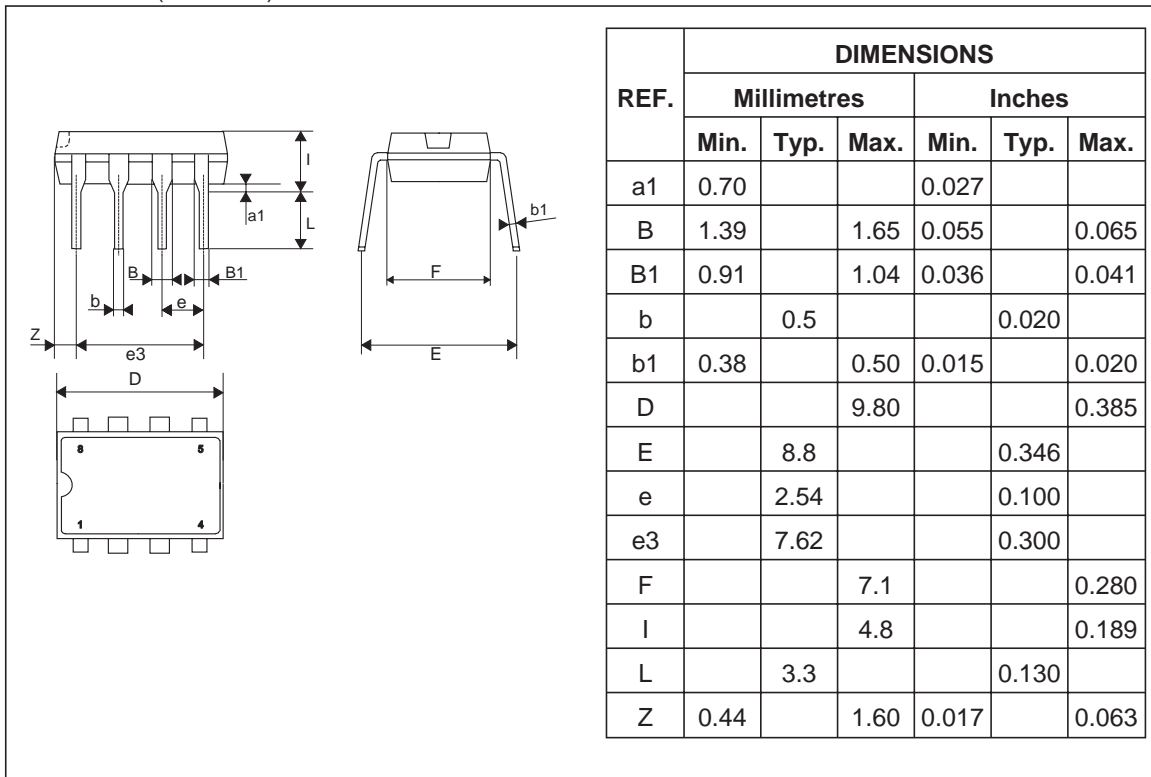 I
a1
L
b1
B
B1
F
b
e
Z
e3
E
D
8 5
1 4
REF. DIMENSIONS
Millimetres Inches
Min. Typ. Max. Min. Typ. Max.
a1 0.70 0.027
B 1.39 1.65 0.055 0.065
B1 0.91 1.04 0.036 0.041
b 0.5 0.020
b1 0.38 0.50 0.015 0.020
D 9.80 0.385
E 8.8 0.346
e 2.54 0.100
e3 7.62 0.300
F 7.1 0.280
I 4.8 0.189
L 3.3 0.130
Z 0.44 1.60 0.017 0.063